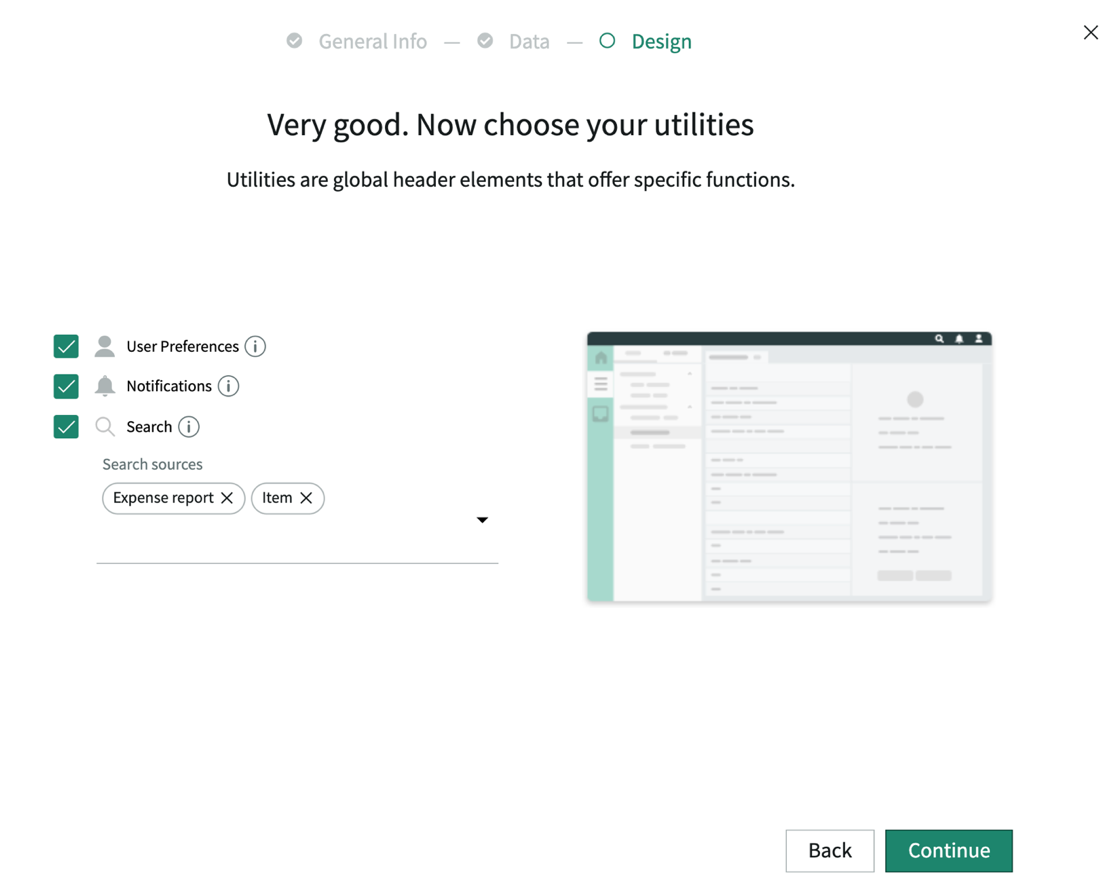 General Info — Data — Design
Very good. Now choose your utilities
Utilities are global header elements that offer specific functions.
User Preferences
Notifications
Search
Search sources
Expense report
Item
Back
Continue